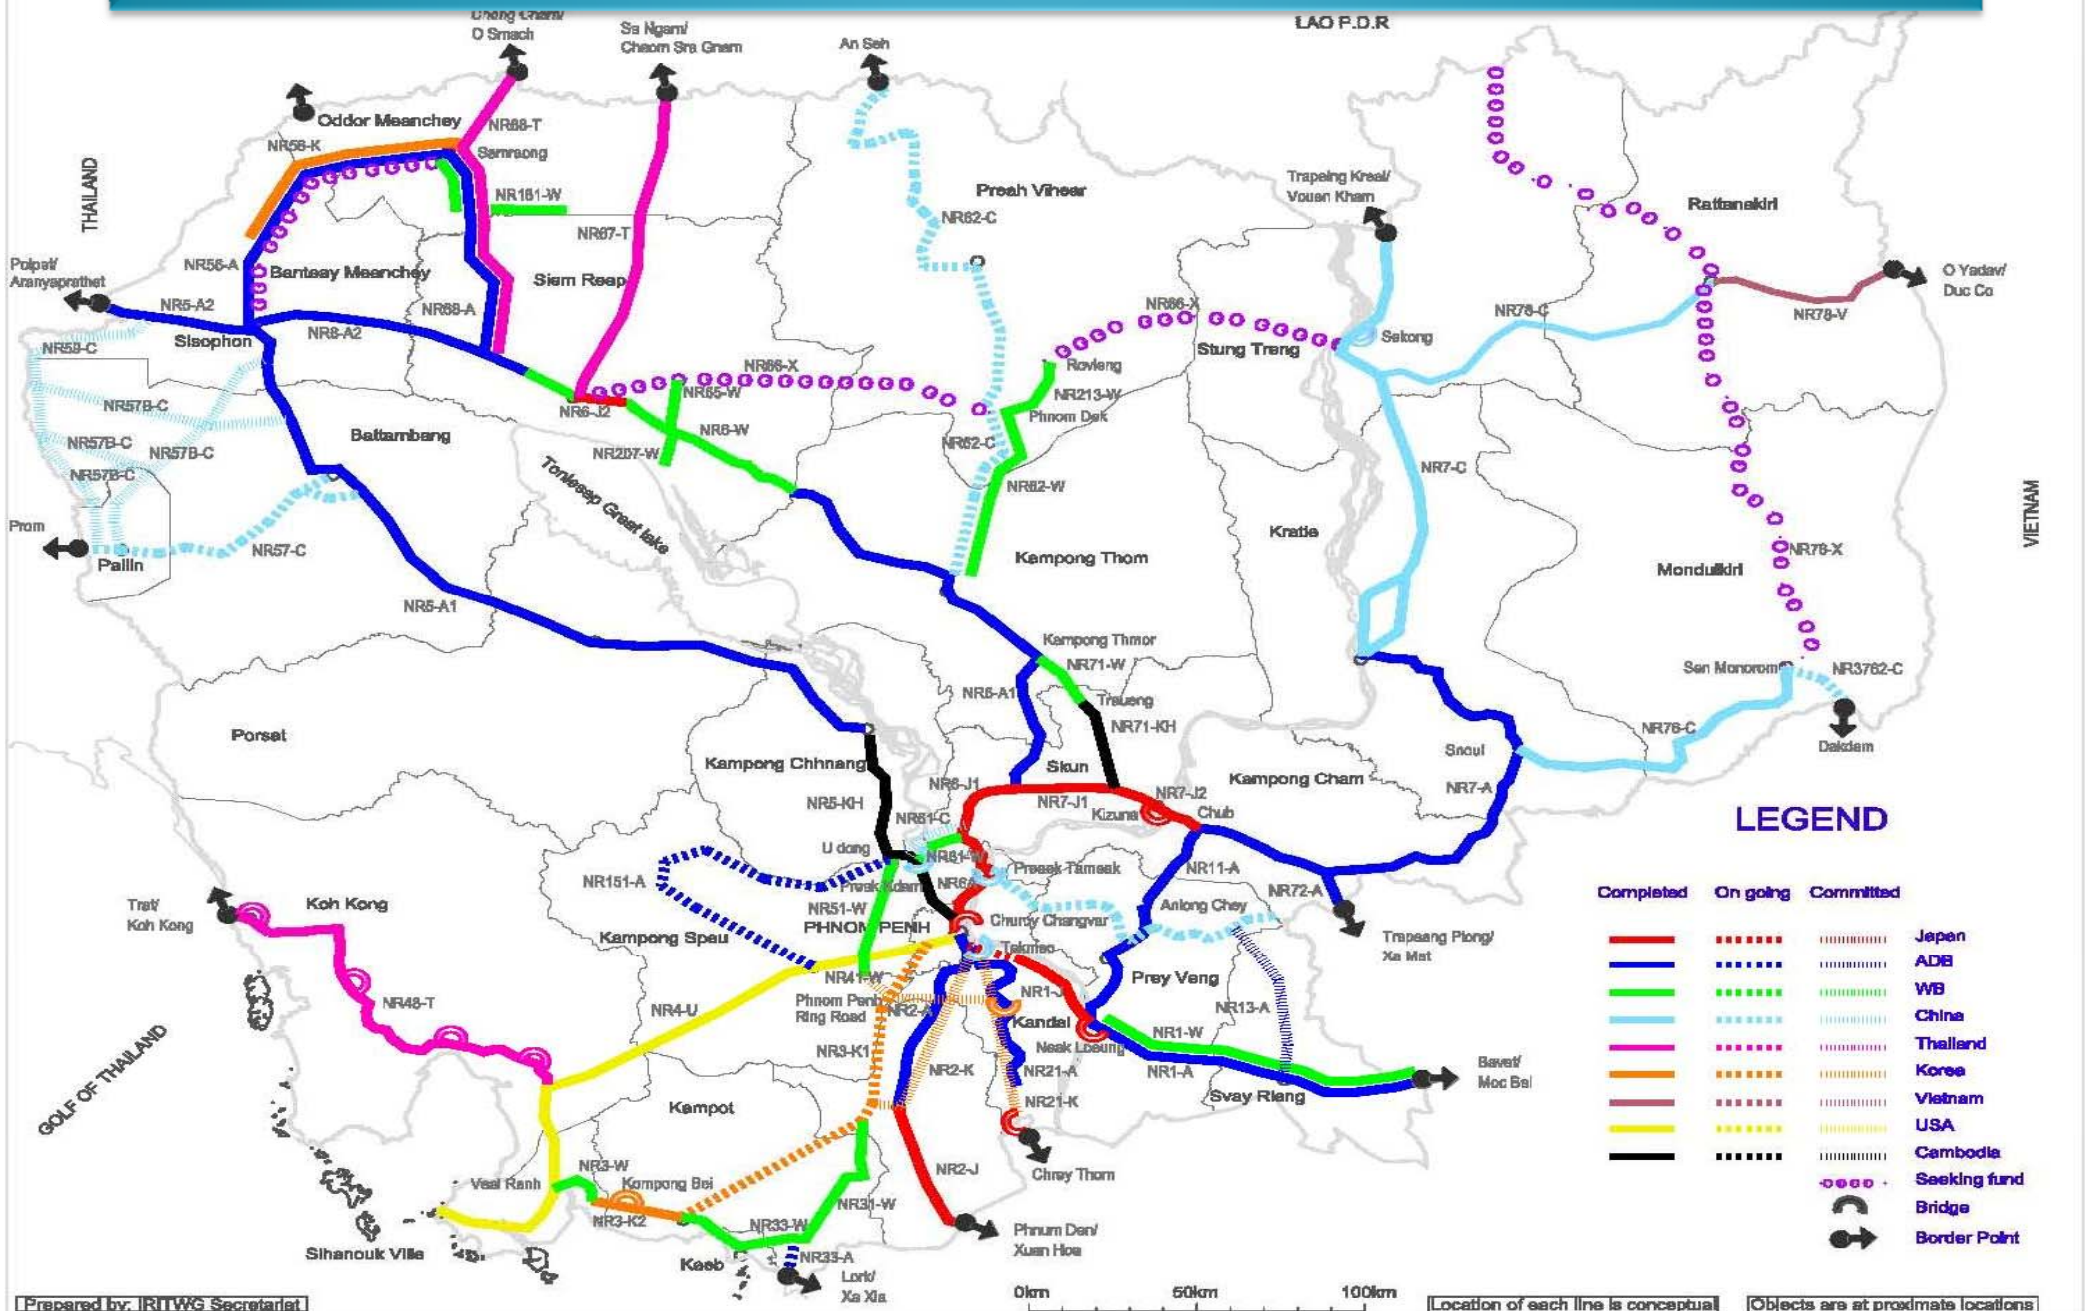 LAO P.D.R
O Smach
Sa Ngam/
Chaom Sra Gnam
An Seh
Oddor Meanchey
NR68-T
NR56-K
Samraong
THAILAND
NR161-W
Preah Vihear
Trapaing Kreal/
Vouen Kham
Rattanakiri
NR67-T
NR62-C
Poipet/
Aranyaprathet
NR56-A
Banteay Meanchey
Siem Reap
O Yadav/
Duc Co
NR5-A2
NR68-A
NR66-X
NR78-C
NR78-V
Sisophon
NR6-A2
Stung Treng
Sekong
NR59-C
NR66-X
Rovieng
NR57B-C
NR65-W
NR213-W
NR6-J2
Phnom Dek
Battambang
NR6-W
NR62-C
NR57B-C
NR57B-C
NR207-W
NR7-C
NR57B-C
Tonlesap Great lake
NR62-W
VIETNAM
Prom
Kratie
NR57-C
Kampong Thom
NR76-X
Pailin
Mondulkiri
NR5-A1
Kampong Thmor
NR71-W
Sen Monorom
NR3762-C
NR6-A1
Traueng
NR71-KH
Porsat
NR76-C
Dakdam
Snoul
Kampong Chhnang
Skun
Kampong Cham
NR6-J1
NR7-A
NR5-KH
NR7-J1
NR7-J2
Kizuna
Chub
NR61-C
LEGEND
U dong
NR61-W
Preaek Tameak
NR11-A
NR151-A
Preak Kdam
NR6A
NR72-A
Completed
On going
Committed
Trat/
Koh Kong
Koh Kong
NR51-W
Anlong Chey
PHNOM PENH
Churoy Changvar
Kampong Speu
Takmao
Trapaang Plong/
Xa Mat
Japan
ADB
NR41-W
Prey Veng
WB
NR48-T
NR4-U
Phnom Penh
Ring Road
NR2-A
NR1-J
NR13-A
China
Kandal
NR1-W
Thailand
GOLF OF THAILAND
NR3-K1
Neak Loeung
NR2-K
NR21-A
NR1-A
Bavet/
Moc Bai
Korea
Svay Rieng
NR21-K
Vietnam
Kampot
USA
Cambodia
NR3-W
NR2-J
Chrey Thom
Veal Ranh
Kompong Bei
Seeking fund
NR31-W
Bridge
NR3-K2
NR33-W
Phnum Den/
Xuan Hoa
Border Point
Sihanouk Ville
Kaeb
NR33-A
Lork/
Xa Xia
0km
50km
100km
Prepared by: IRITWG Secretariat
Location of each line is conceptual
Objects are at proximate locations